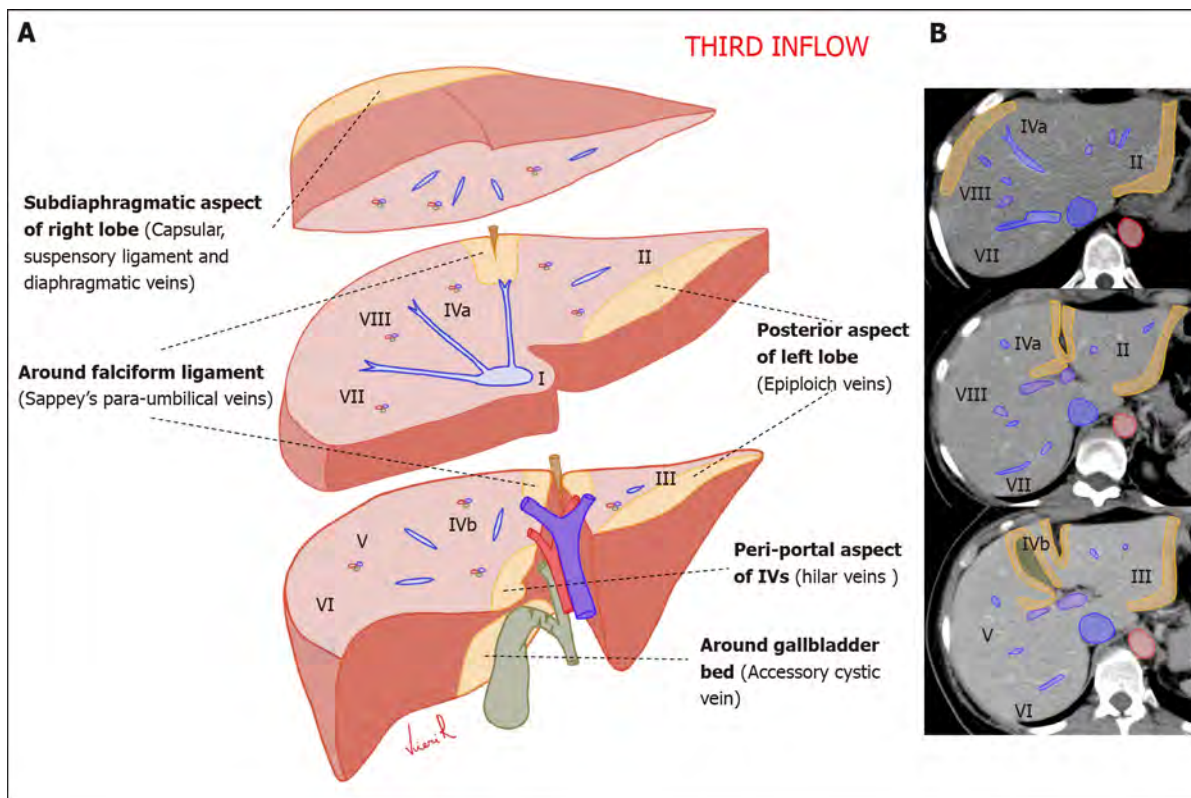 A
THIRD INFLOW
B
Subdiaphragmatic aspect
of right lobe (Capsular,
suspensory ligament and
diaphragmatic veins)
Around falciform ligament
(Sappey's para-umbilical veins)
II
IVa
VIII
VII
I
Posterior aspect
of left lobe
(Epiploich veins)
III
IVb
V
VI
Peri-portal aspect
of IVs (hilar veins )
Around gallbladder
bed (Accessory cystic
vein)
IVa
II
VIII
VII
IVa
II
VIII
VII
IVb
III
V
VI